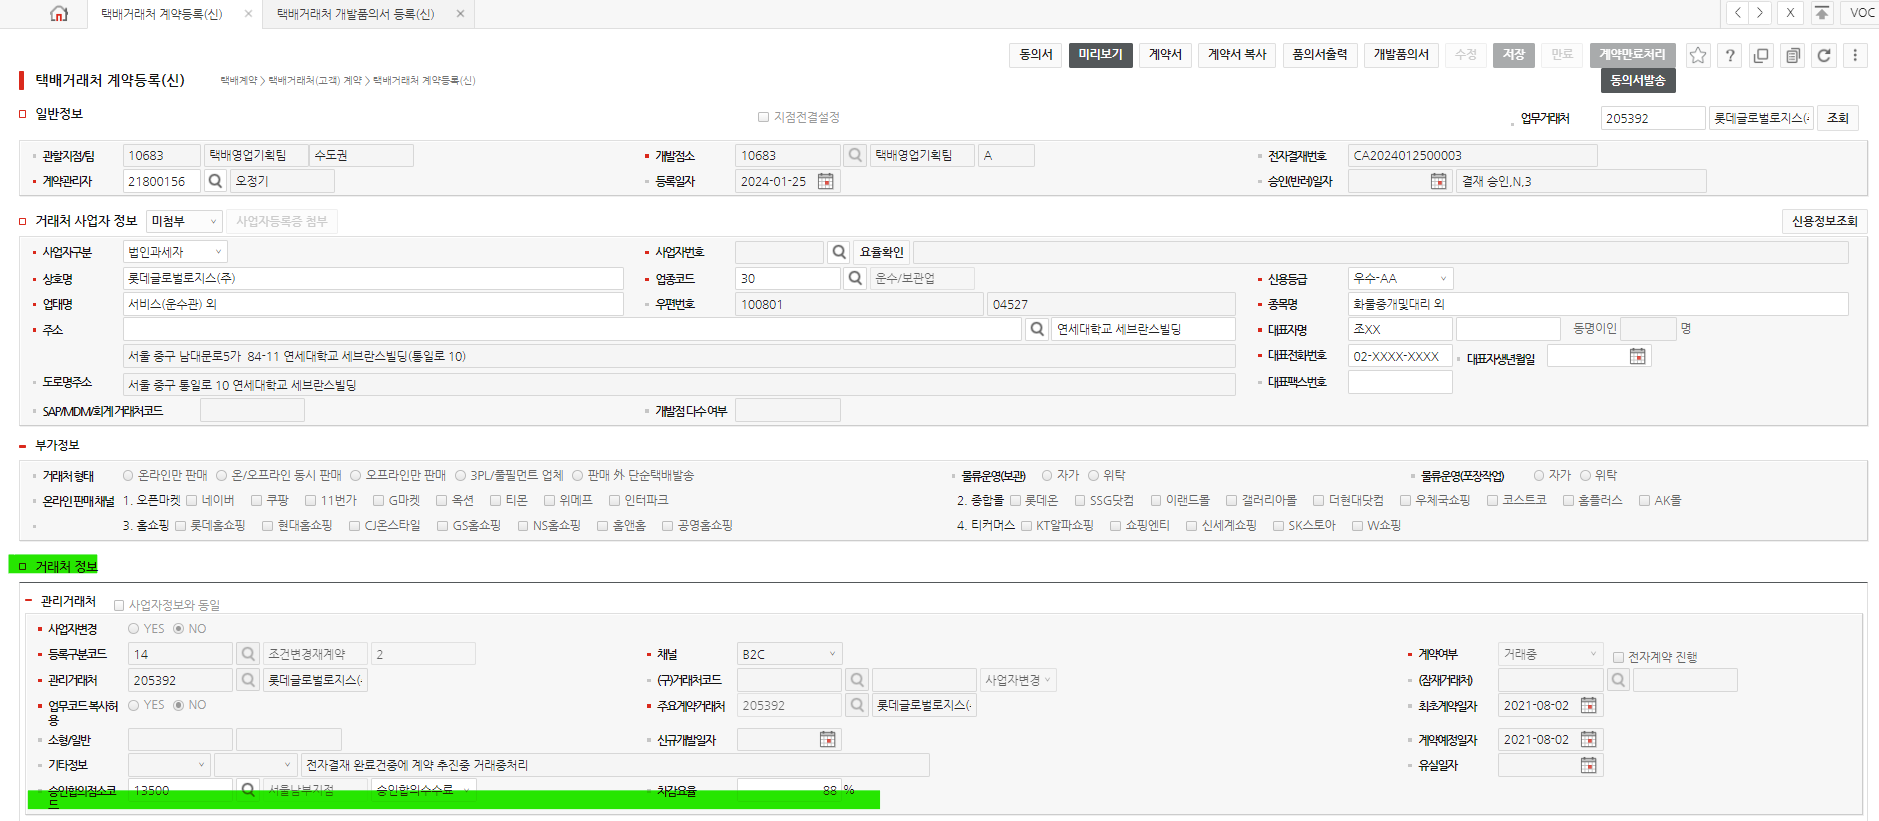 택배거래처 계약등록(신) × 택배거래처 개발품의서 등록(신) × < > X VOC
동의서 미리보기 계약서 계약서 복사 품의서출력 개발품의서 수정 저장 만료 계약만료처리
택배거래처 계약등록(신) 택배계약 > 택배거래처(고객) 계약 > 택배거래처 계약등록(신) 동의서발송
일반정보 지점전결설정 업무거래처 205392 롯데글로벌로지스( 조회
관할지점/팀 10683 택배영업기획팀 수도권 개발점소 10683 택배영업기획팀 A 전자결재번호 CA2024012500003
계약관리자 21800156 오정기 등록일자 2024-01-25 승인(반려)일자 결재 승인,N,3
거래처 사업자 정보 미첨부 사업자등록증 첨부 신용정보조회
사업자구분 법인과세자 사업자번호 요율확인
상호명 롯데글로벌로지스(주) 업종코드 30 운수/보관업 신용등급 우수-AA
업태명 서비스(운수관) 외 우편번호 100801 04527 종목명 화물중개및대리 외
주소 연세대학교 세브란스빌딩 대표자명 조XX 동명이인 명
서울 중구 남대문로5가 84-11 연세대학교 세브란스빌딩(통일로 10) 대표전화번호 02-XXXX-XXXX 대표자생년월일
도로명주소 서울 중구 통일로 10 연세대학교 세브란스빌딩 대표팩스번호
SAP/MDM/회계 거래처코드 개발점 다수 여부
부가정보
거래처 형태 온라인만 판매 온/오프라인 동시 판매 오프라인만 판매 3PL/풀필먼트 업체 판매 外 단순택배발송 물류운영(보관) 자가 위탁 물류운영(포장작업) 자가 위탁
온라인 판매 채널 1. 오픈마켓 네이버 쿠팡 11번가 G마켓 옥션 티몬 위메프 인터파크 2. 종합몰 롯데온 SSG닷컴 이랜드몰 갤러리아몰 더현대닷컴 우체국쇼핑 코스트코 홈플러스 AK몰
3. 홈쇼핑 롯데홈쇼핑 현대홈쇼핑 CJ온스타일 GS홈쇼핑 NS홈쇼핑 홈앤홈 공영홈쇼핑 4. 티커머스 KT알파쇼핑 쇼핑엔티 신세계쇼핑 SK스토아 W쇼핑
거래처 정보
관리거래처 사업자정보와 동일
사업자변경 YES NO
등록구분코드 14 조건변경재계약 2 채널 B2C 계약여부 거래중 전자계약 진행
관리거래처 205392 롯데글로벌로지스( (구)거래처코드 사업자변경 (잠재거래처)
업무코드 복사허용 YES NO 주요계약거래처 205392 롯데글로벌로지스( 최초계약일자 2021-08-02
소형/일반 신규개발일자 계약예정일자 2021-08-02
기타정보 전자결재 완료건중에 계약 추진중 거래중처리 유실일자
승인합의점소코드 13500 서울남부지점 승인합의수수료 차감요율 88 %